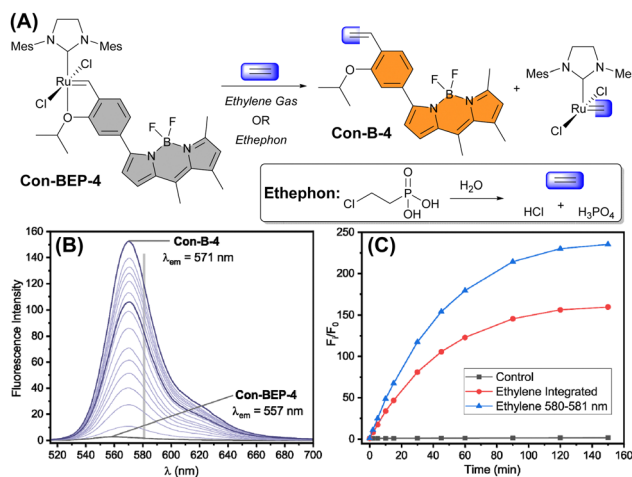 (A)
Mes
N
N
Mes
Cl
Ru
Cl
O
F
F
B
N
N
Con-BEP-4
Ethylene Gas
OR
Ethephon
O
F
F
B
N
N
Con-B-4
+
Mes
N
N
Me
Cl
Ru
Cl
Ethephon:
Cl
O
P
OH
OH
H2O
HCl + H3PO4
(B)
160
140
120
100
80
60
40
20
0
Fluorescence Intensity
Con-B-4
λem = 571 nm
Con-BEP-4
λem = 557 nm
520 540 560 580 600 620 640 660 680 700
λ (nm)
(C)
250
200
150
100
50
0
F/F0
Control
Ethylene Integrated
Ethylene 580-581 nm
0 20 40 60 80 100 120 140 160
Time (min)